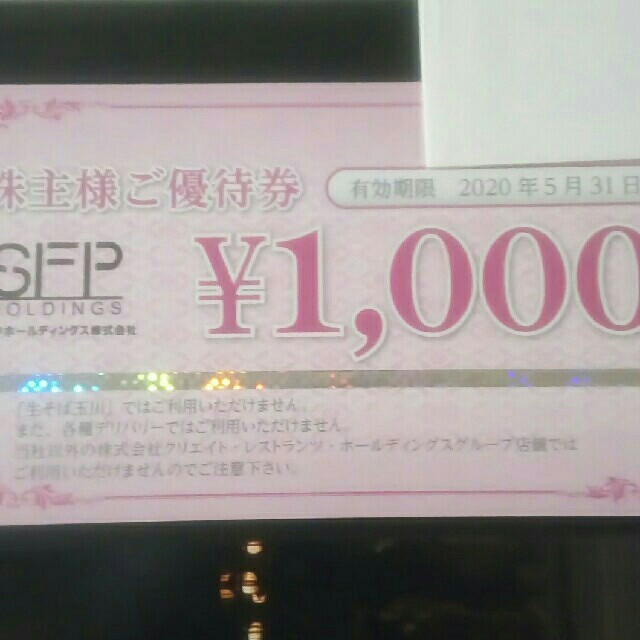 株主様ご優待券
有効期限 2020年5月31日
SFP
HOLDINGS
ホールディングス株式会社
¥1,000
「生そば玉川」ではご利用いただけません。
また、各種デリバリーではご利用いただけません。
当社以外の株式会社クリエイト・レストランツ・ホールディングスグループ店舗では
ご利用いただけませんのでご注意下さい。